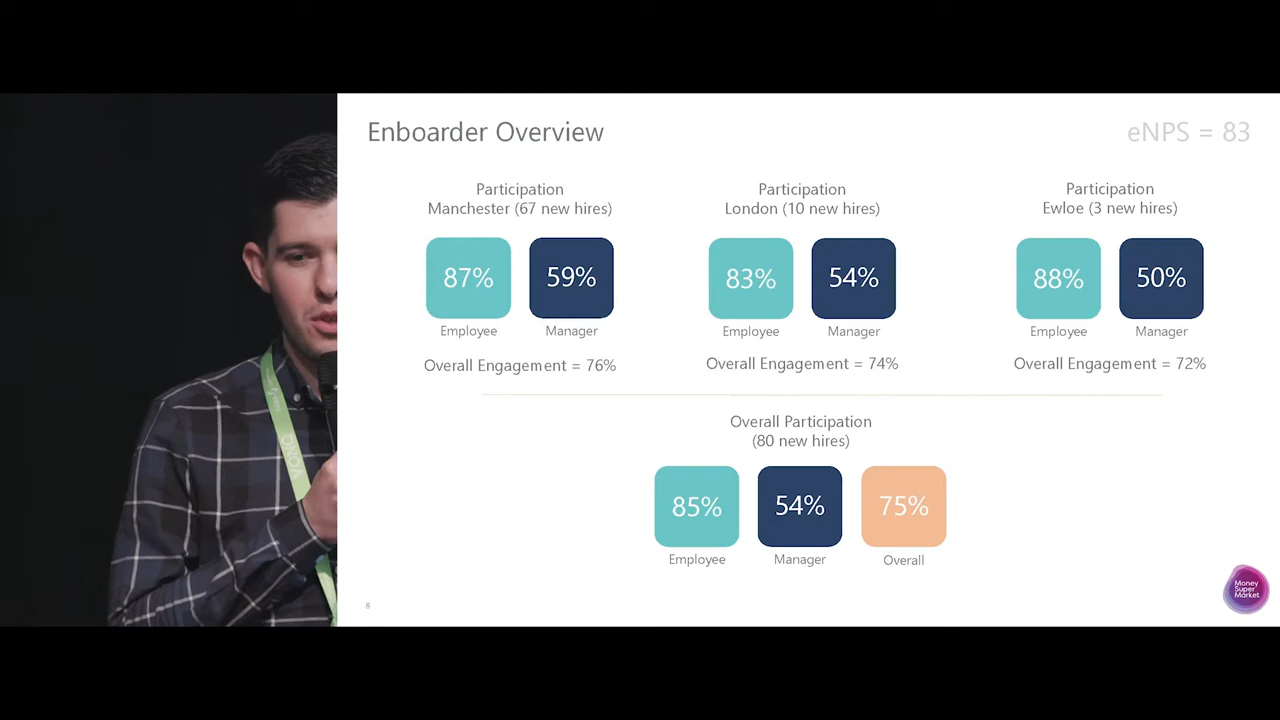 Enboarder Overview
eNPS = 83
Participation
Manchester (67 new hires)
87%
59%
Employee
Manager
Overall Engagement = 76%
Participation
London (10 new hires)
83%
54%
Employee
Manager
Overall Engagement = 74%
Participation
Ewloe (3 new hires)
88%
50%
Employee
Manager
Overall Engagement = 72%
Overall Participation
(80 new hires)
85%
54%
75%
Employee
Manager
Overall
8
Money
Super
Market